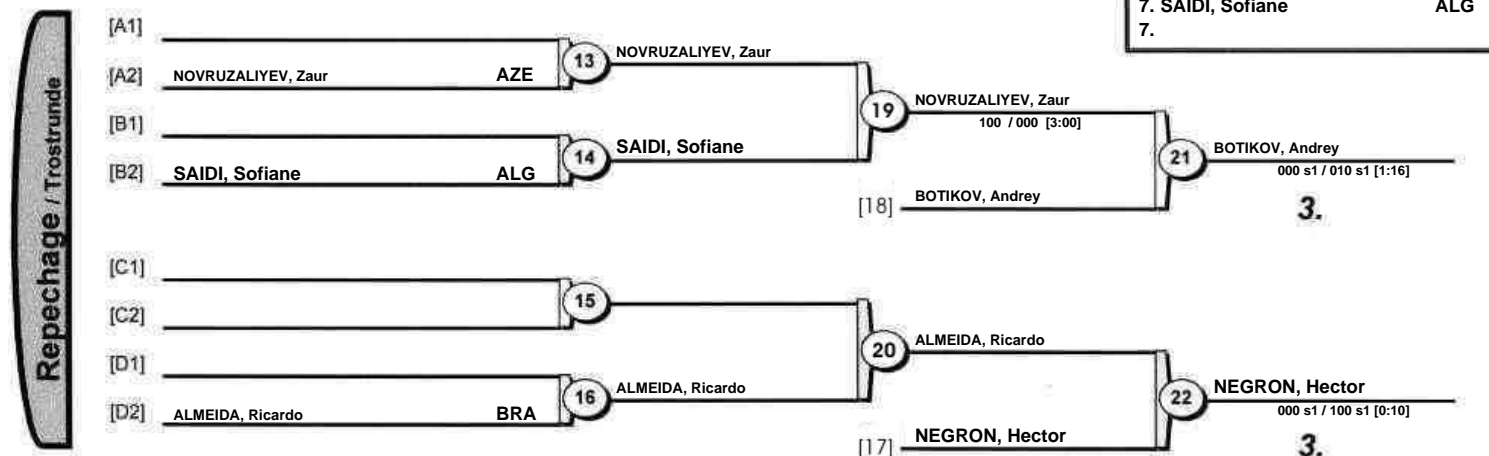 7. SAIDI, Sofiane ALG
7.
Repechage / Trostrunde
[A1]
13 NOVRUZALIYEV, Zaur
[A2] NOVRUZALIYEV, Zaur AZE
19 NOVRUZALIYEV, Zaur
100 / 000 [3:00]
[B1]
14 SAIDI, Sofiane
[B2] SAIDI, Sofiane ALG
21 BOTIKOV, Andrey
000 s1 / 010 s1 [1:16]
[18] BOTIKOV, Andrey
3.
[C1]
15
[C2]
20 ALMEIDA, Ricardo
[D1]
16 ALMEIDA, Ricardo
[D2] ALMEIDA, Ricardo BRA
22 NEGRON, Hector
000 s1 / 100 s1 [0:10]
[17] NEGRON, Hector
3.